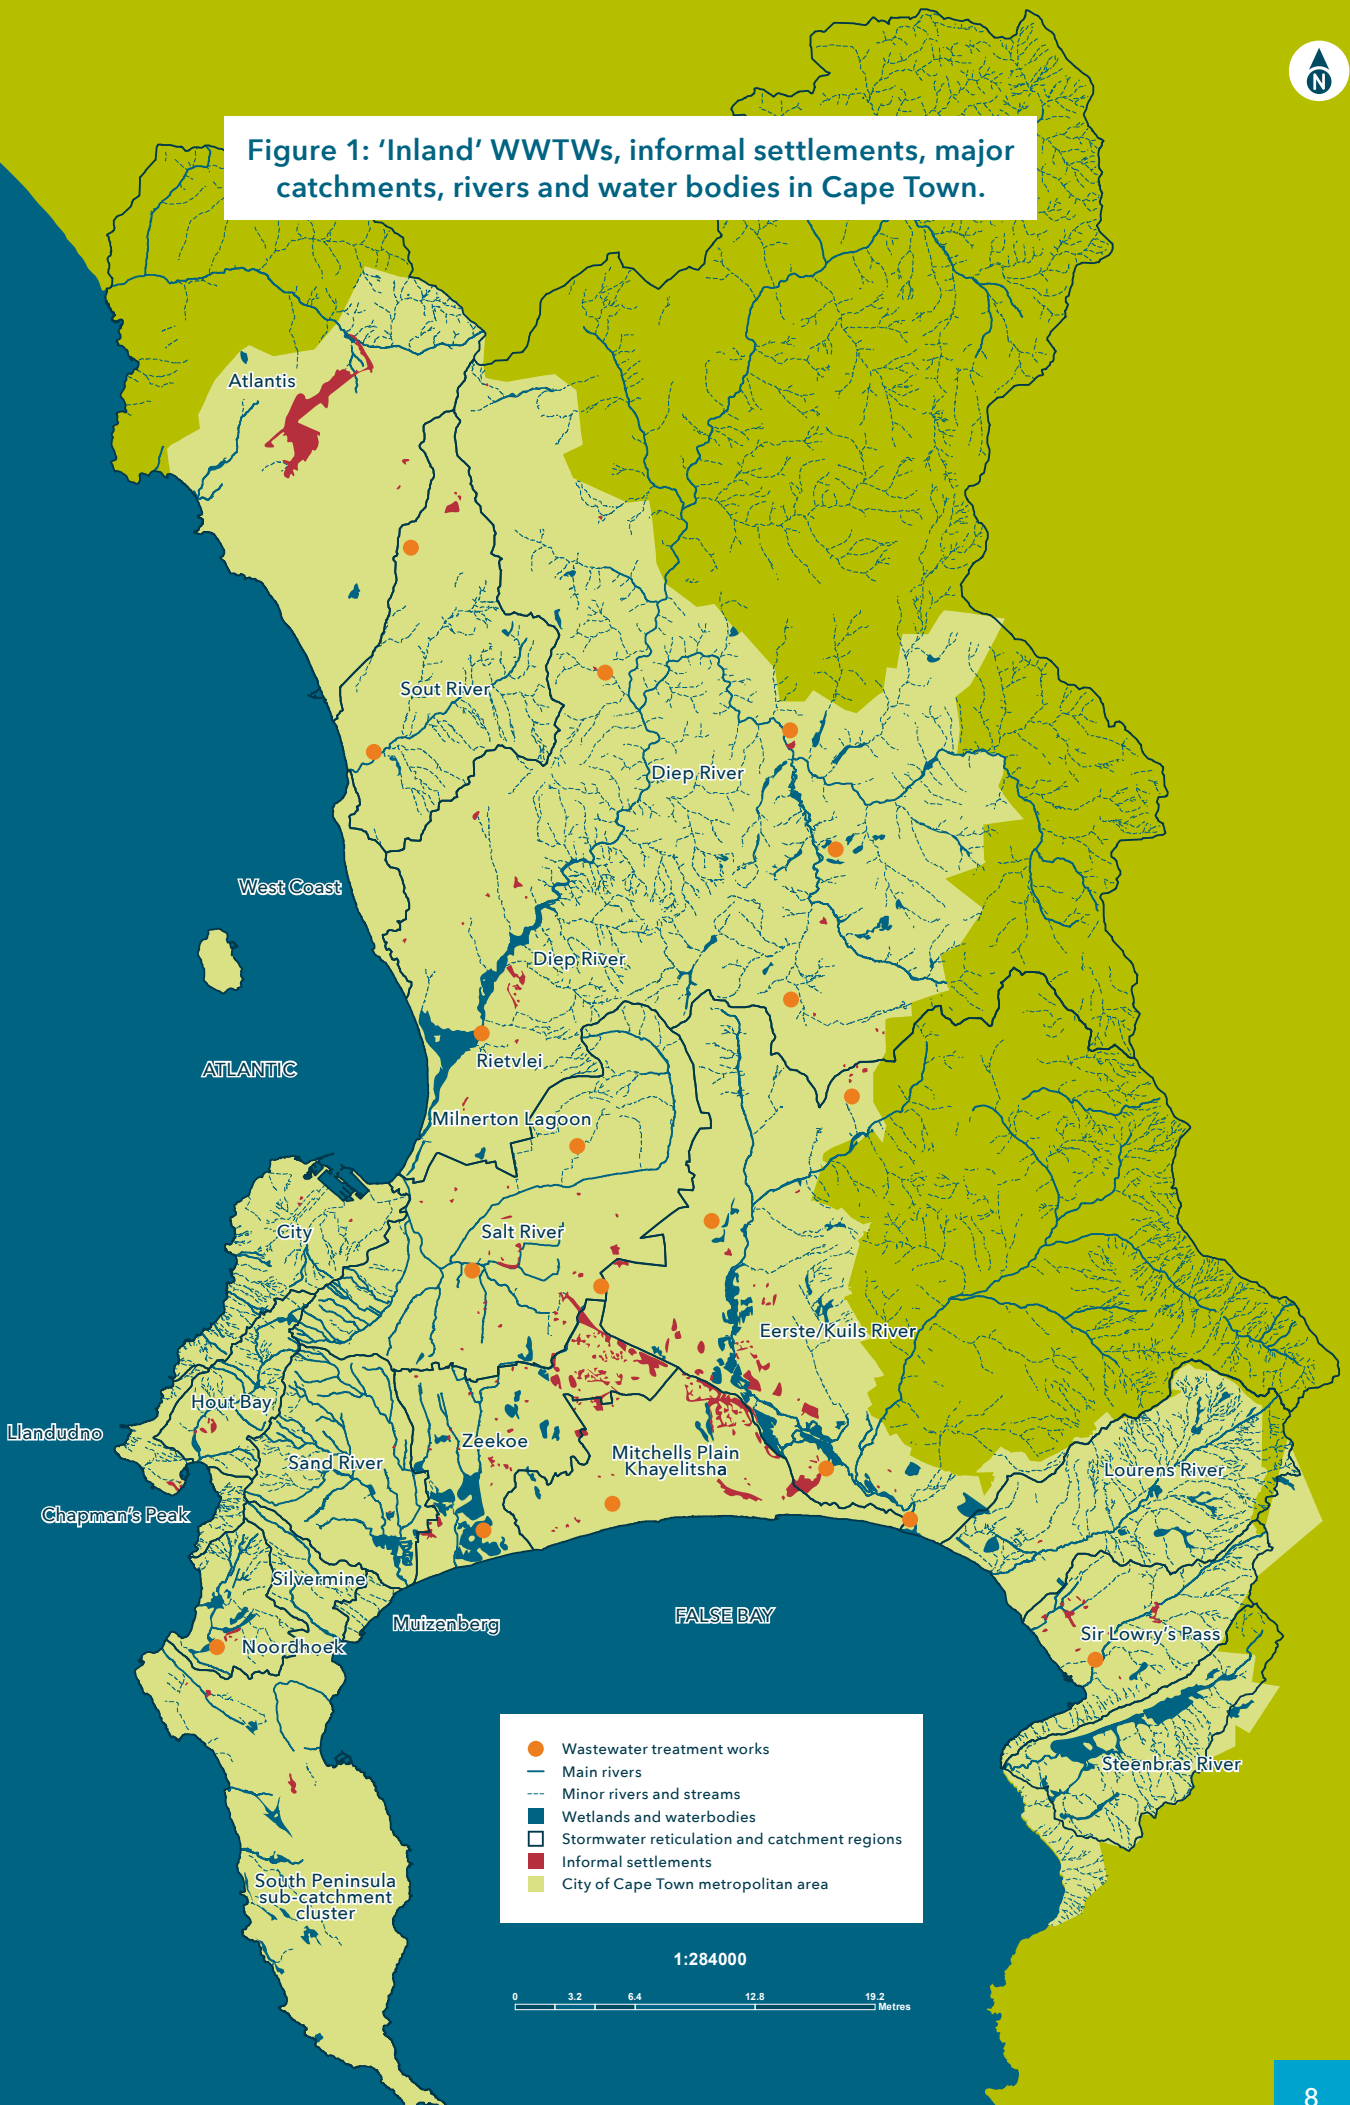 N
Figure 1: ‘Inland’ WWTWs, informal settlements, major
catchments, rivers and water bodies in Cape Town.
Atlantis
Sout River
Diep River
West Coast
Diep River
Rietvlei
ATLANTIC
Milnerton Lagoon
City
Salt River
Eerste/Kuils River
Hout Bay
Llandudno
Zeekoe
Mitchells Plain
Khayelitsha
Sand River
Lourens River
Chapman’s Peak
Silvermine
FALSE BAY
Muizenberg
Sir Lowry’s Pass
Noordhoek
Steenbras River
Wastewater treatment works
Main rivers
Minor rivers and streams
Wetlands and waterbodies
Stormwater reticulation and catchment regions
Informal settlements
City of Cape Town metropolitan area
South Peninsula
sub-catchment
cluster
1:284000
0 3.2 6.4 12.8 19.2
Metres
8